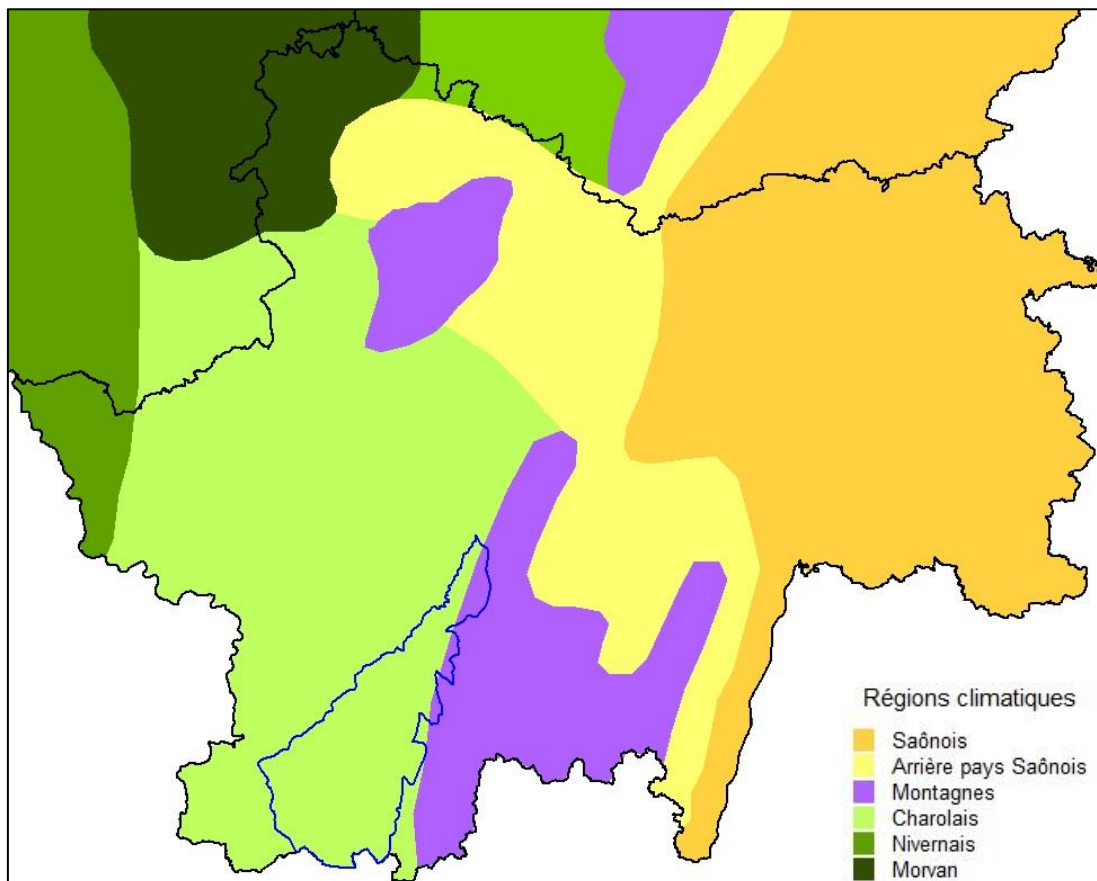 Régions climatiques
Saônois
Arrière pays Saônois
Montagnes
Charolais
Nivernais
Morvan